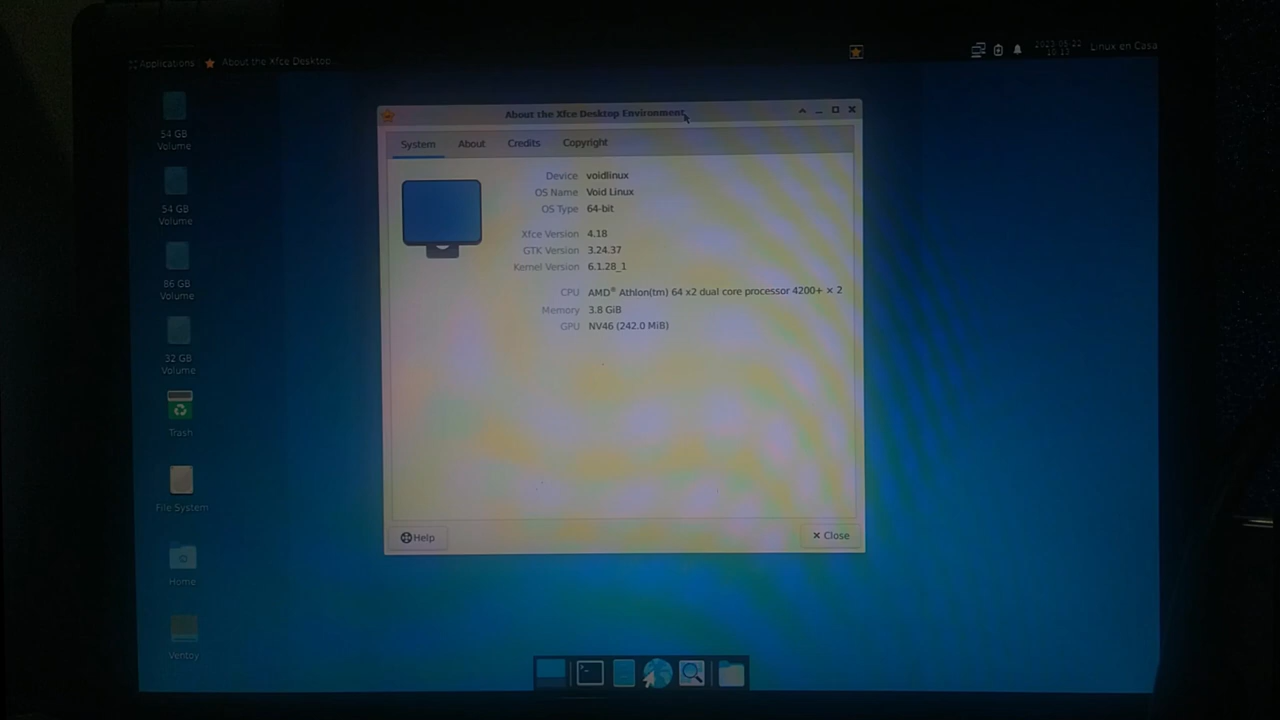 Applications
About the Xfce Desktop...
Linux en Casa
54 GB
Volume
54 GB
Volume
86 GB
Volume
32 GB
Volume
Trash
File System
Home
Ventoy
About the Xfce Desktop Environment
System
About
Credits
Copyright
Device voidlinux
OS Name Void Linux
OS Type 64-bit
Xfce Version 4.18
GTK Version 3.24.37
Kernel Version 6.1.28_1
CPU AMD® Athlon(tm) 64 x2 dual core processor 4200+ × 2
Memory 3.8 GiB
GPU NV46 (242.0 MiB)
Help
Close